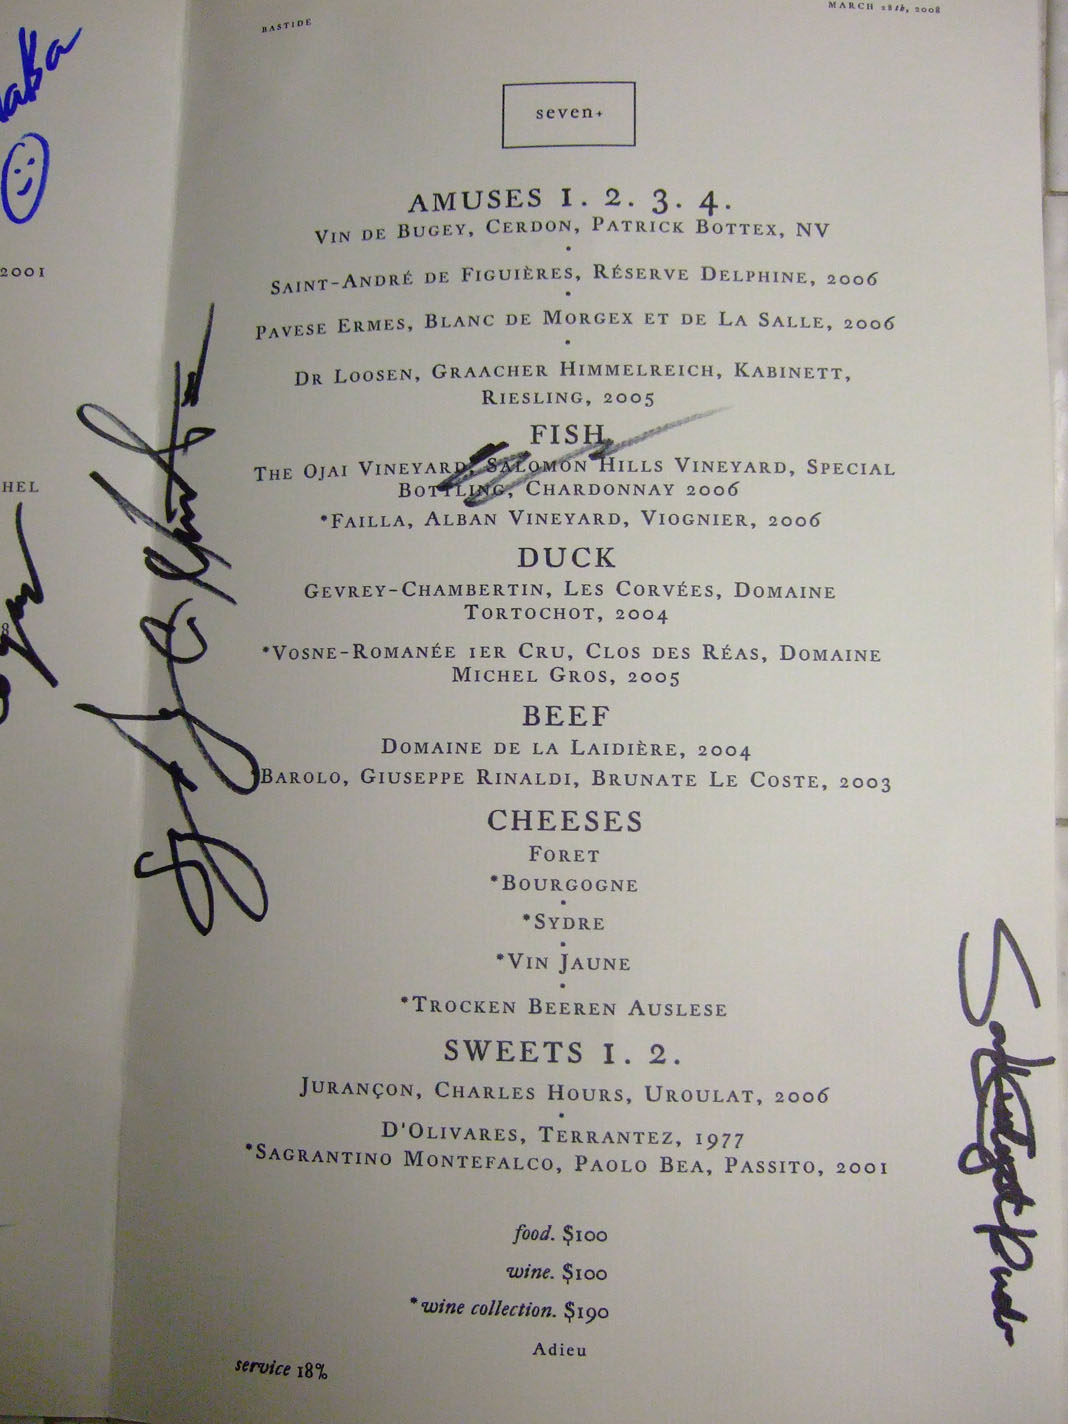 BASTIDE
MARCH 28th, 2008
seven+
AMUSES 1. 2. 3. 4.
VIN DE BUGEY, CERDON, PATRICK BOTTEX, NV
•
SAINT-ANDRÉ DE FIGUIÈRES, RÉSERVE DELPHINE, 2006
•
PAVESE ERMES, BLANC DE MORGEX ET DE LA SALLE, 2006
•
DR LOOSEN, GRAACHER HIMMELREICH, KABINETT,
RIESLING, 2005
FISH
THE OJAI VINEYARD, SALOMON HILLS VINEYARD, SPECIAL
BOTTLING, CHARDONNAY 2006
*FAILLA, ALBAN VINEYARD, VIOGNIER, 2006
DUCK
GEVREY-CHAMBERTIN, LES CORVÉES, DOMAINE
TORTOCHOT, 2004
*VOSNE-ROMANÉE 1ER CRU, CLOS DES RÉAS, DOMAINE
MICHEL GROS, 2005
BEEF
DOMAINE DE LA LAIDIÈRE, 2004
*BAROLO, GIUSEPPE RINALDI, BRUNATE LE COSTE, 2003
CHEESES
FORET
*BOURGOGNE
•
*SYDRE
•
*VIN JAUNE
•
*TROCKEN BEEREN AUSLESE
SWEETS 1. 2.
JURANÇON, CHARLES HOURS, UROULAT, 2006
•
D'OLIVARES, TERRANTEZ, 1977
*SAGRANTINO MONTEFALCO, PAOLO BEA, PASSITO, 2001
food. $100
wine. $100
*wine collection. $190
Adieu
service 18%
2001
HEL
8